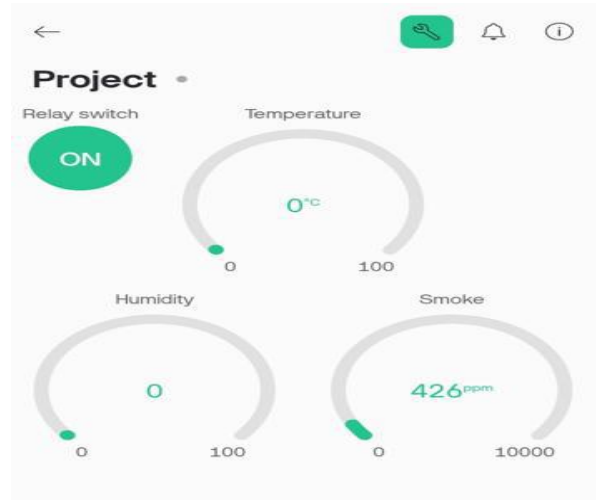 Project
Relay switch
Temperature
ON
0°C
0
100
Humidity
Smoke
0
426ppm
0
100
0
10000